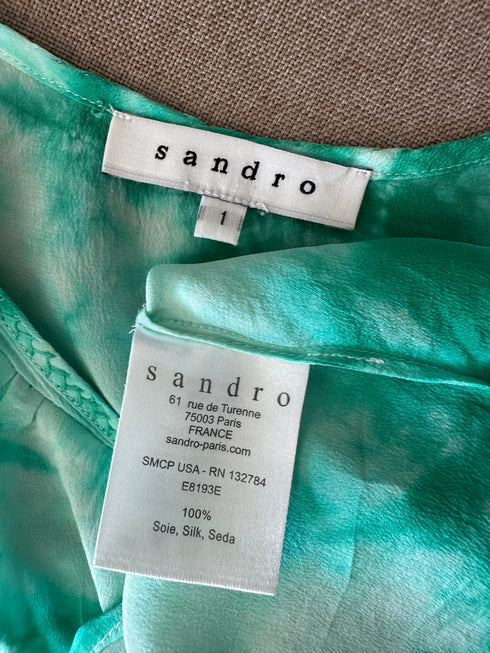 sandro
1
sandro
61 rue de Turenne
75003 Paris
FRANCE
sandro-paris.com
SMCP USA - RN 132784
E8193E
100%
Soie, Silk, Seda